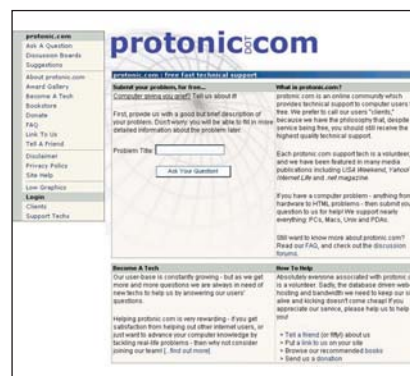 protonic.com
Ask A Question
Discussion Boards
Suggestions
About protonic.com
Award Gallery
Become A Tech
Bookstore
Donate
FAQ
Link To Us
Tell A Friend
Disclaimer
Privacy Policy
Site Help
Low Graphics
Login
Clients
Support Techs
protonic DOT com
protonic.com : free fast technical support
Submit your problem, for free...
Computer giving you grief? Tell us about it!
First, provide us with a good but brief description of
your problem. Don't worry you will be able to fill in more
detailed information about the problem later.
Problem Title:
Ask Your Question!
What is protonic.com?
protonic.com is an online community which
provides technical support to computer users
free. We prefer to call our users "clients,"
because we have the philosophy that, despite
service being free, you should still receive the
highest quality technical support.
Each protonic.com support tech is a volunteer,
and we have been featured in many media
publications including USA Weekend, Yahoo!
Internet Life and .net magazine.
If you have a computer problem - anything from
hardware to HTML problems - then submit your
question to us for help! We support nearly
everything: PCs, Macs, Unix and PDAs.
Still want to know more about protonic.com?
Read our FAQ, and check out the discussion
forums.
Become A Tech
Our user-base is constantly growing - but as we get
more and more questions we are always in need of
new techs to help us by answering our users'
questions.
Helping protonic.com is very rewarding - if you get
satisfaction from helping out other internet users, or
just want to advance your computer knowledge by
tackling real-life problems - then why not consider
joining our team! [...find out more].
How To Help
Absolutely everyone associated with protonic.c
is a volunteer. Sadly, the database driven web-
hosting and bandwidth we need to keep our si
alive and kicking doesn't come cheap! If you
appreciate our service, please help us to help
you!
» Tell a friend (or fifty!) about us
» Put a link to us on your site
» Browse our recommended books
» Send us a donation